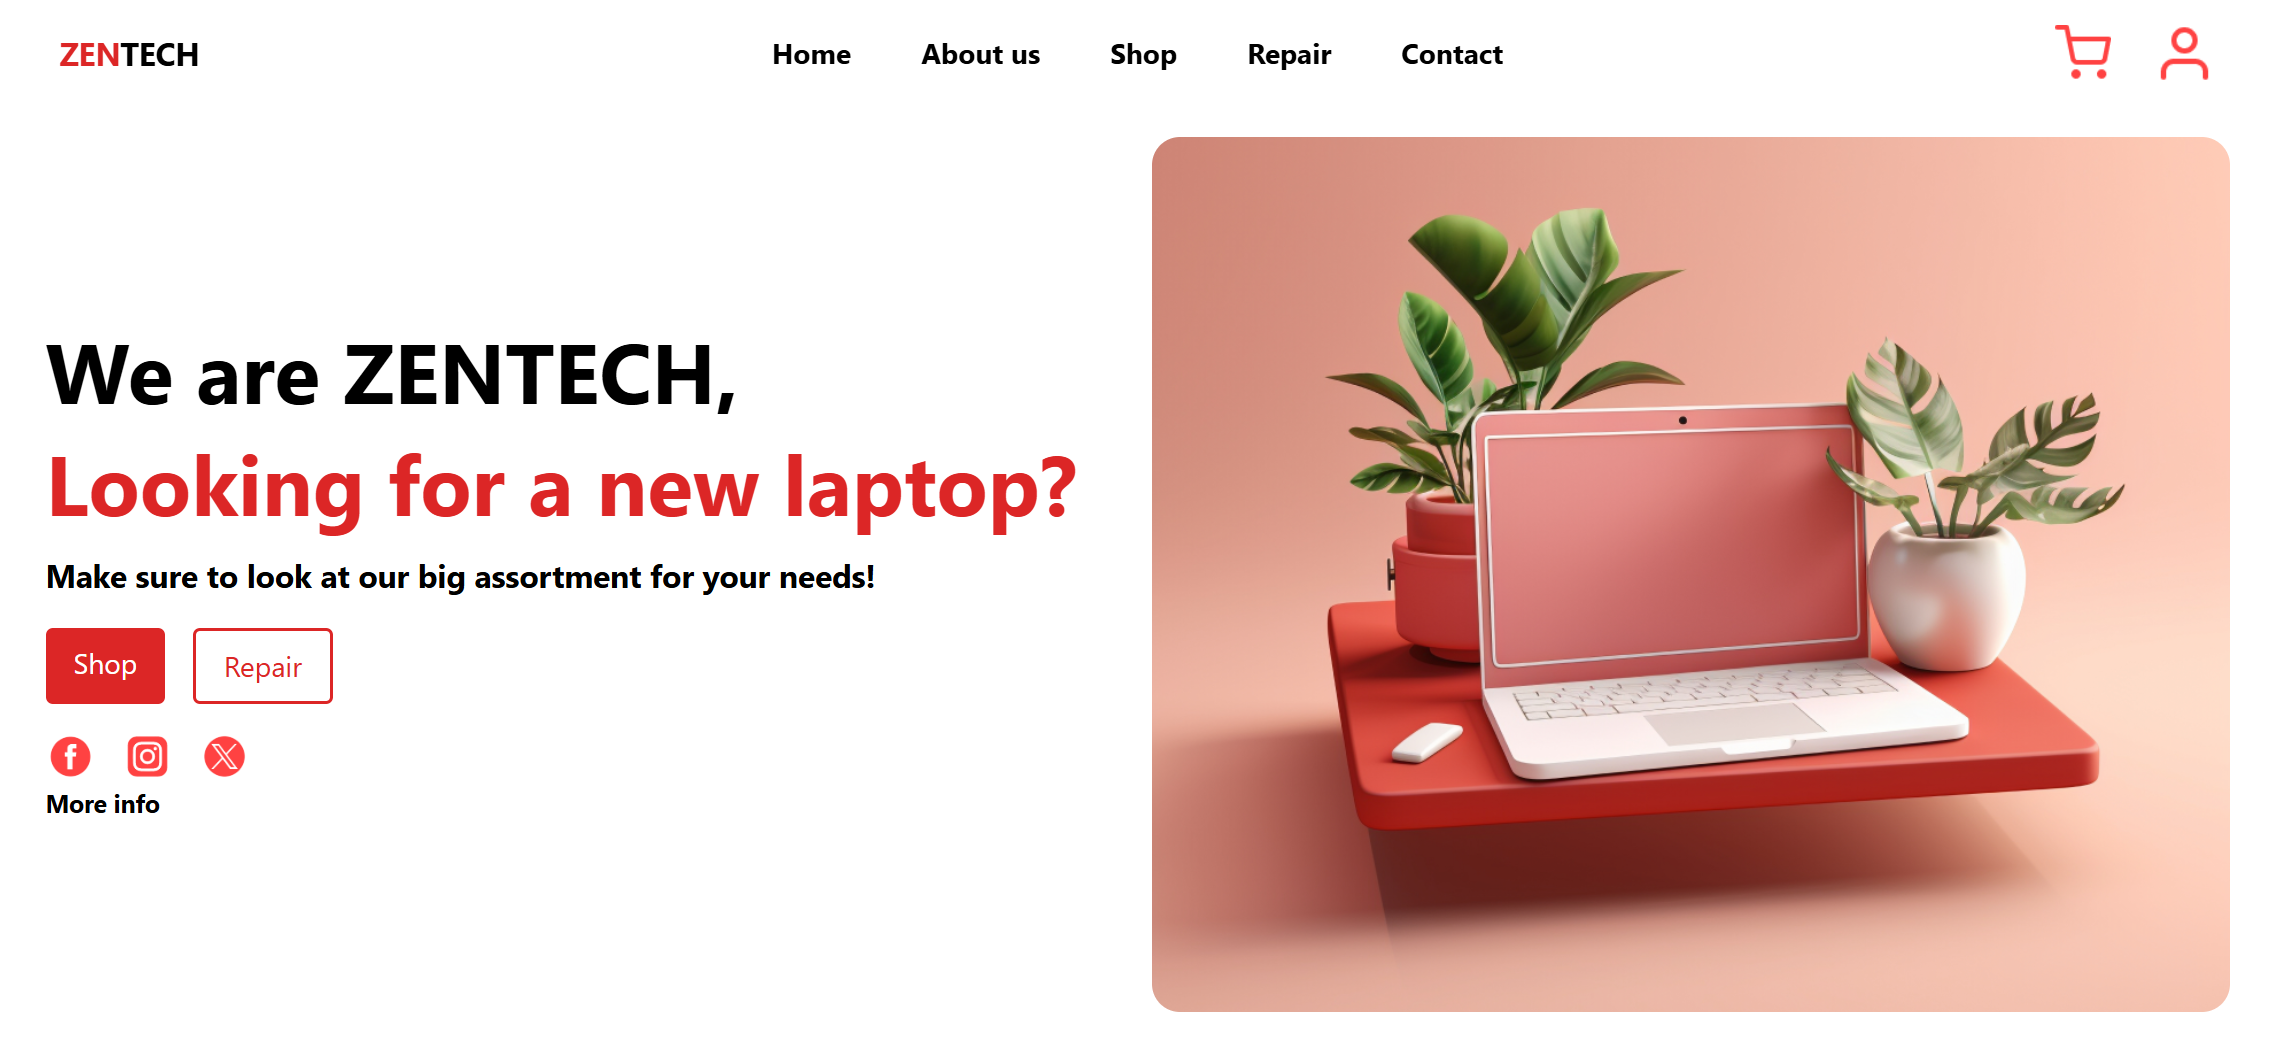 ZENTECH
Home About us Shop Repair Contact
We are ZENTECH,
Looking for a new laptop?
Make sure to look at our big assortment for your needs!
Shop Repair
More info